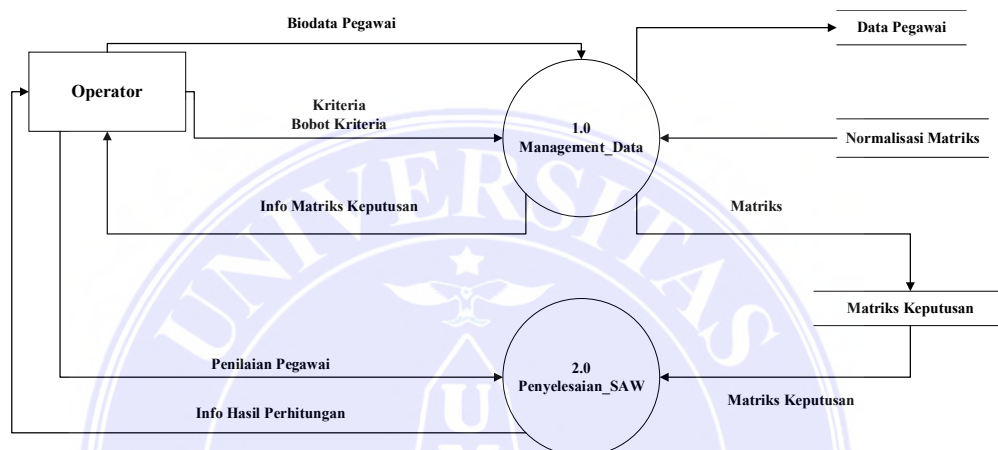 Biodata Pegawai
Data Pegawai
Operator
Kriteria
Bobot Kriteria
1.0
Management_Data
Normalisasi Matriks
Info Matriks Keputusan
Matriks
UNIVERSITAS
Matriks Keputusan
Penilaian Pegawai
2.0
Penyelesaian_SAW
Matriks Keputusan
Info Hasil Perhitungan
U
M